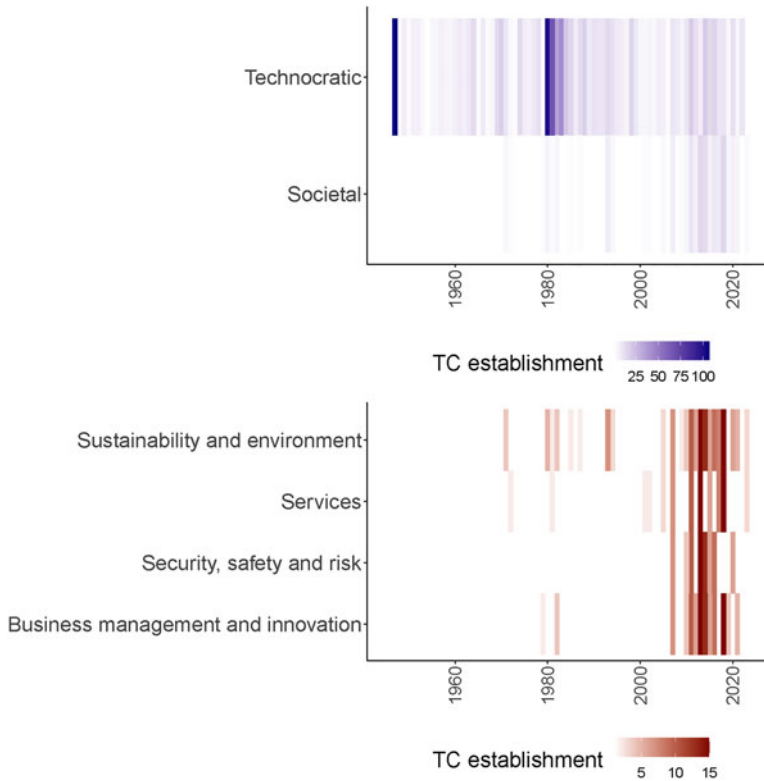 Technocratic
Societal
1960
1980
2000
2020
TC establishment
25 50 75 100
Sustainability and environment
Services
Security, safety and risk
Business management and innovation
1960
1980
2000
2020
TC establishment
5 10 15